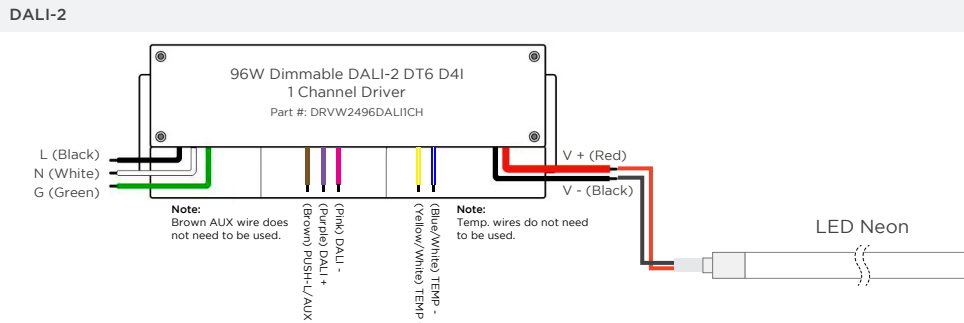 DALI-2
96W Dimmable DALI-2 DT6 D4I
1 Channel Driver
Part #: DRVW2496DALI1CH
L (Black)
N (White)
G (Green)
V + (Red)
V - (Black)
Note:
Brown AUX wire does
not need to be used.
(Brown) PUSH-L/AUX
(Purple) DALI +
(Pink) DALI -
(Yellow/White) TEMP
(Blue/White) TEMP -
Note:
Temp. wires do not need
to be used.
LED Neon